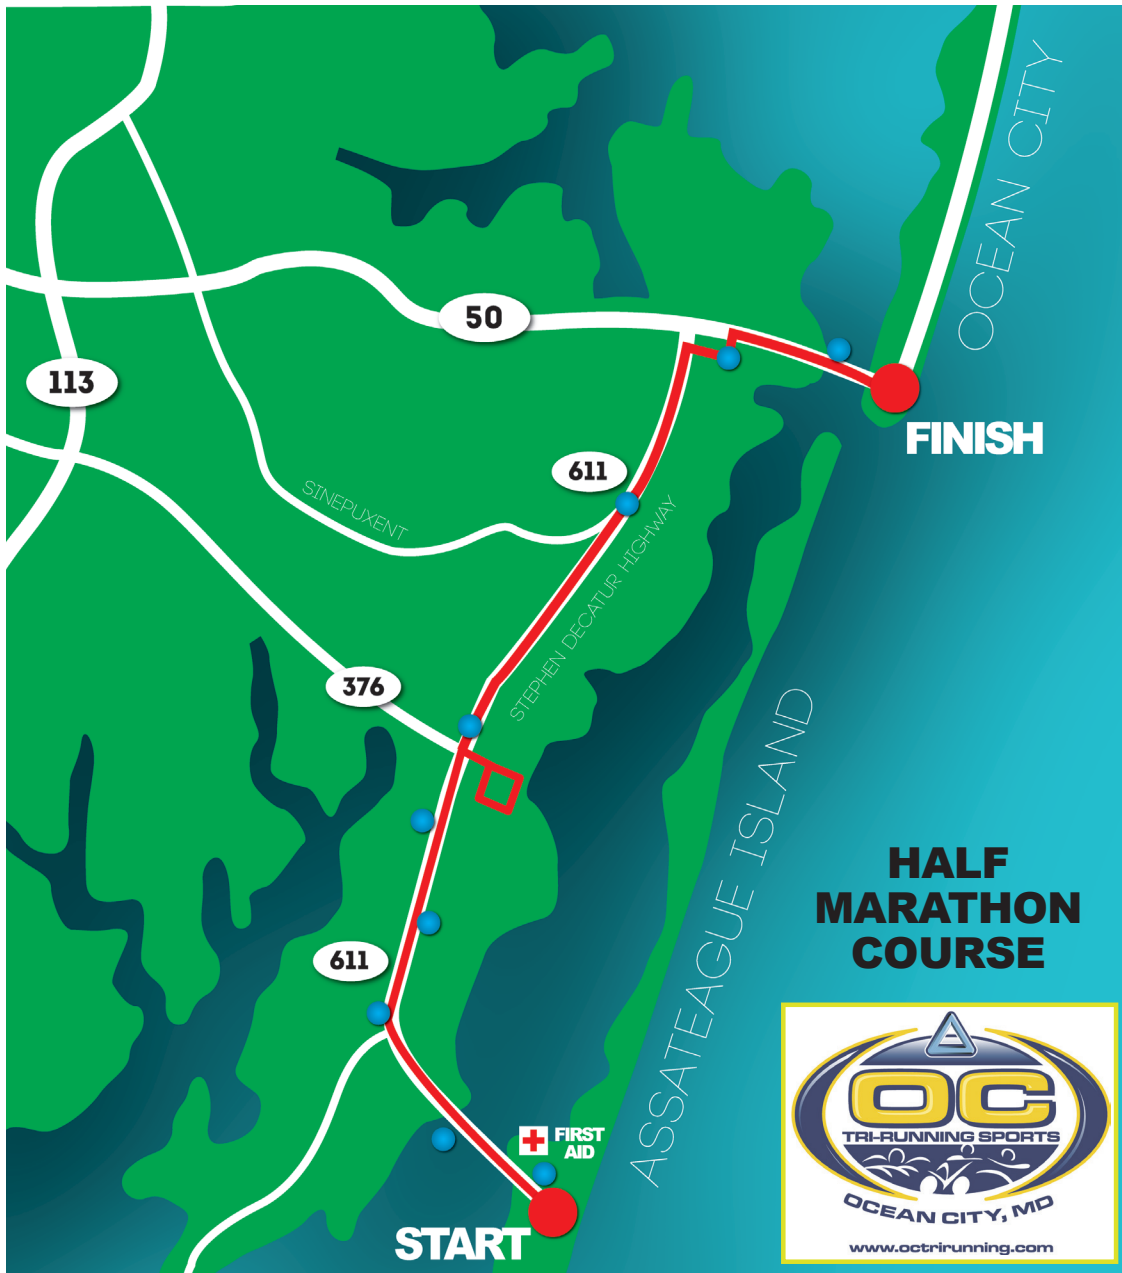 OCEAN CITY
50
113
FINISH
611
SINEPUXENT
STEPHEN DECATUR HIGHWAY
376
ASSATEAGUE ISLAND
HALF
MARATHON
COURSE
611
FIRST
AID
START
OC
TRI-RUNNING SPORTS
OCEAN CITY, MD
www.octrirunning.com